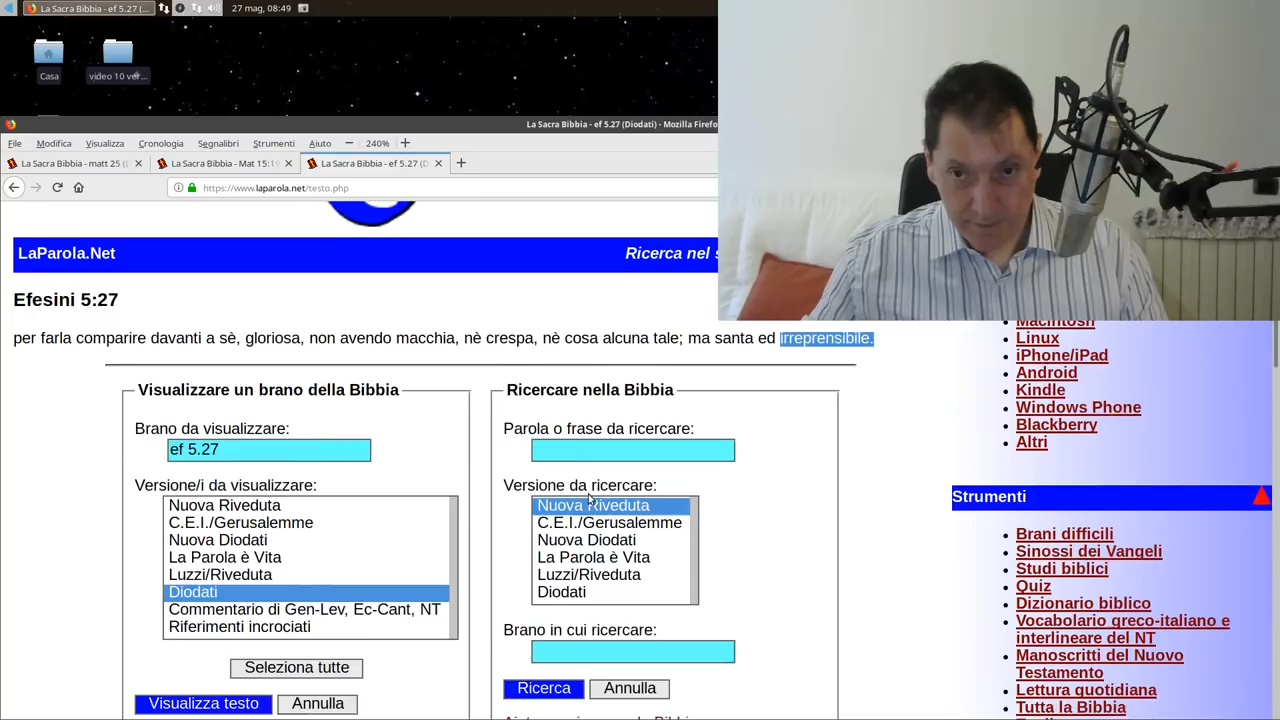 La Sacra Bibbia - ef 5.27 (...
27 mag, 08:49
Casa
video 10 ver...
La Sacra Bibbia - ef 5.27 (Diodati) - Mozilla Firefo
File Modifica Visualizza Cronologia Segnalibri Strumenti Aiuto 240%
La Sacra Bibbia - matt 25 (
La Sacra Bibbia - Mat 15:1
La Sacra Bibbia - ef 5.27 (D
https://www.laparola.net/testo.php
LaParola.Net
Ricerca nel s
Efesini 5:27
per farla comparire davanti a sè, gloriosa, non avendo macchia, nè crespa, nè cosa alcuna tale; ma santa ed irreprensibile.
Visualizzare un brano della Bibbia
Brano da visualizzare:
ef 5.27
Versione/i da visualizzare:
Nuova Riveduta
C.E.I./Gerusalemme
Nuova Diodati
La Parola è Vita
Luzzi/Riveduta
Diodati
Commentario di Gen-Lev, Ec-Cant, NT
Riferimenti incrociati
Seleziona tutte
Visualizza testo
Annulla
Ricercare nella Bibbia
Parola o frase da ricercare:
Versione da ricercare:
Nuova Riveduta
C.E.I./Gerusalemme
Nuova Diodati
La Parola è Vita
Luzzi/Riveduta
Diodati
Brano in cui ricercare:
Ricerca
Annulla
Macintosh
Linux
iPhone/iPad
Android
Kindle
Windows Phone
Blackberry
Altri
Strumenti
Brani difficili
Sinossi dei Vangeli
Studi biblici
Quiz
Dizionario biblico
Vocabolario greco-italiano e
interlineare del NT
Manoscritti del Nuovo
Testamento
Lettura quotidiana
Tutta la Bibbia